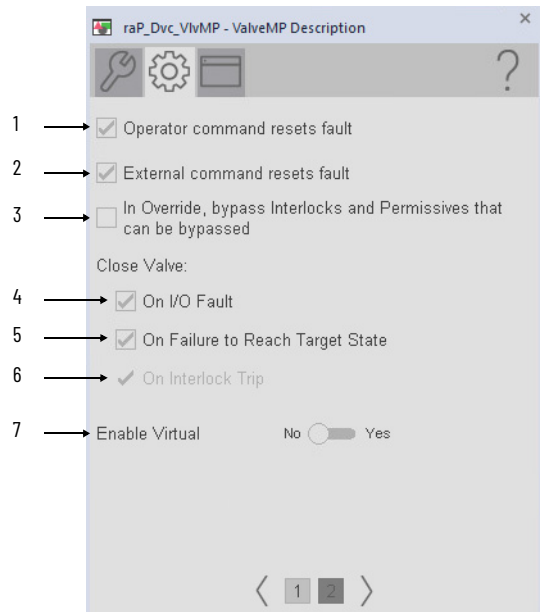 raP_Dvc_VlvMP - ValveMP Description
×
?
1
Operator command resets fault
2
External command resets fault
3
In Override, bypass Interlocks and Permissives that
can be bypassed
Close Valve:
4
On I/O Fault
5
On Failure to Reach Target State
6
On Interlock Trip
7
Enable Virtual No Yes
1 2